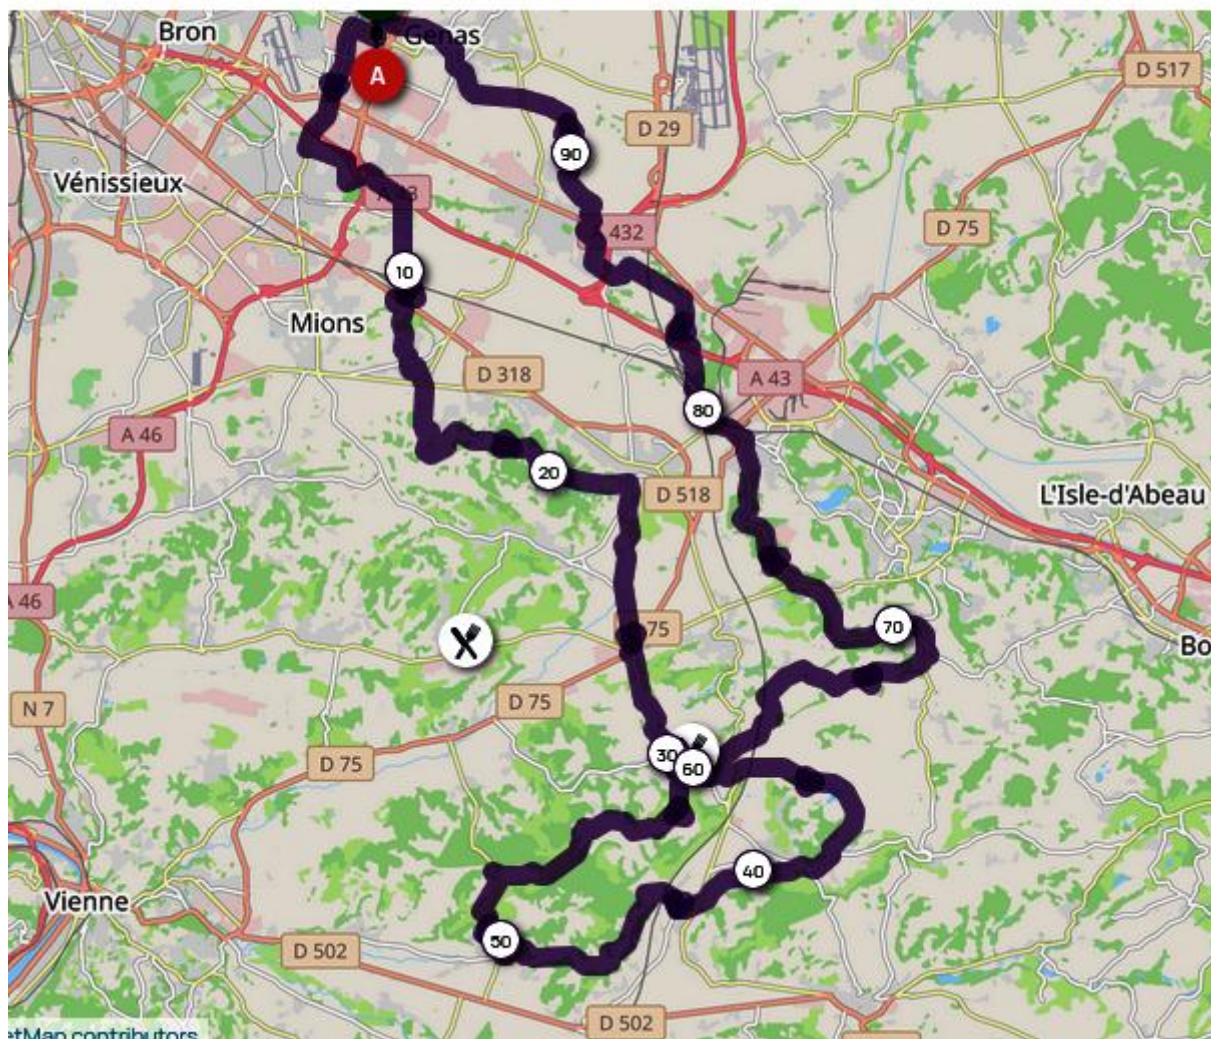 Bron
Genas
A
D 517
D 29
90
Vénissieux
D 75
432
10
Mions
D 318
A 43
80
A 46
20
D 518
L'Isle-d'Abeau
A 46
70
75
Bo
D 75
N 7
30
60
D 75
40
Vienne
50
D 502
D 502
etMap contributors